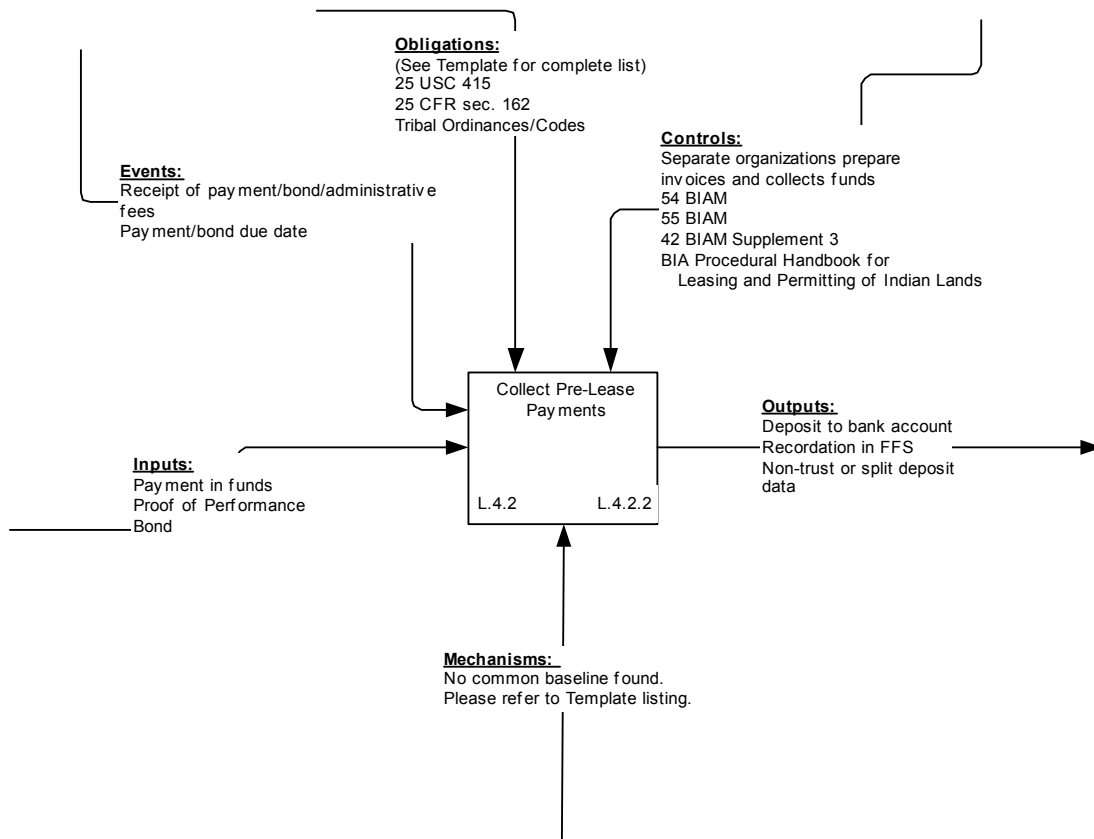 Obligations:
(See Template for complete list)
25 USC 415
25 CFR sec. 162
Tribal Ordinances/Codes
Controls:
Separate organizations prepare
invoices and collects funds
54 BIAM
55 BIAM
42 BIAM Supplement 3
BIA Procedural Handbook for
Leasing and Permitting of Indian Lands
Events:
Receipt of payment/bond/administrative
fees
Payment/bond due date
Collect Pre-Lease
Payments
L.4.2 L.4.2.2
Inputs:
Payment in funds
Proof of Performance
Bond
Outputs:
Deposit to bank account
Recordation in FFS
Non-trust or split deposit
data
Mechanisms:
No common baseline found.
Please refer to Template listing.